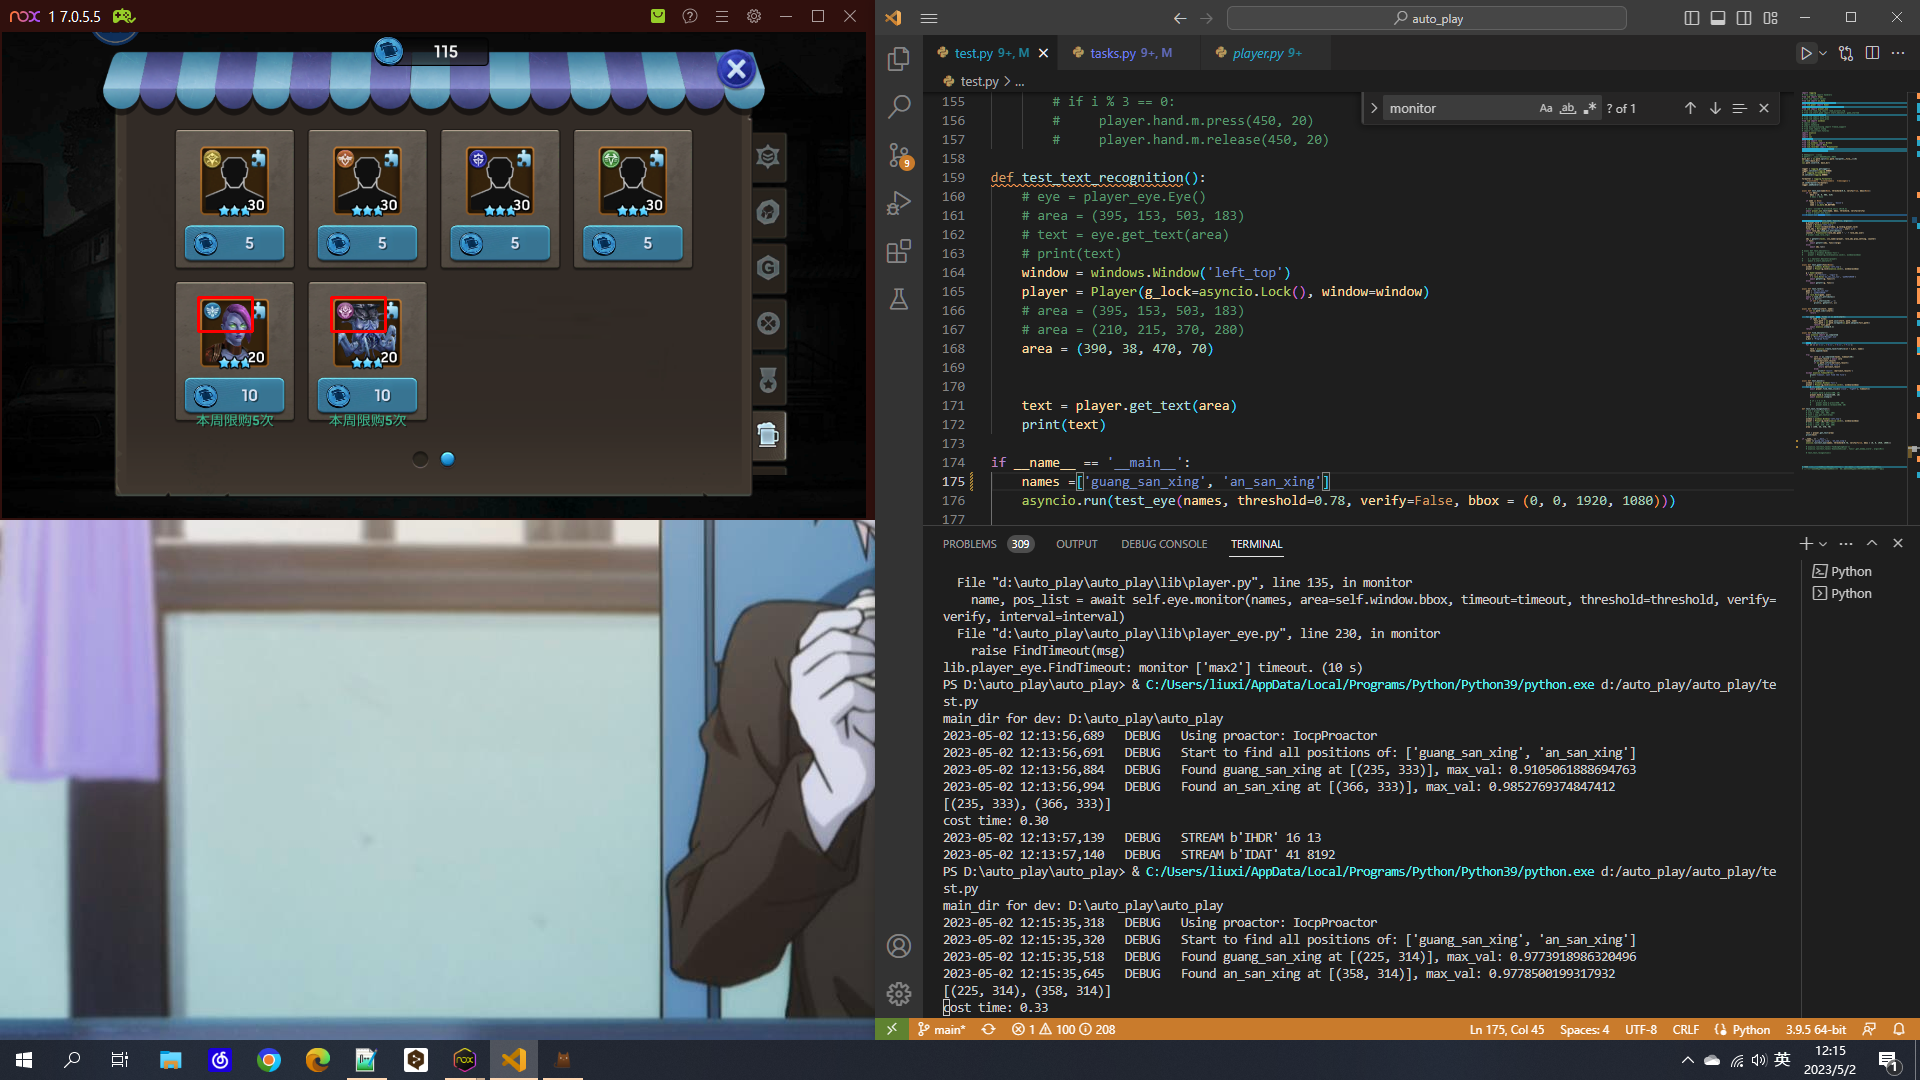 nox 1 7.0.5.5
115
30
30
30
30
5
5
5
5
20
20
10
10
本周限购5次
本周限购5次
auto_play
test.py 9+, M
tasks.py 9+, M
player.py 9+
test.py > ...
monitor
Aa ab
? of 1
155 # if i % 3 == 0:
156 #     player.hand.m.press(450, 20)
157 #     player.hand.m.release(450, 20)
158
159 def test_text_recognition():
160 # eye = player_eye.Eye()
161 # area = (395, 153, 503, 183)
162 # text = eye.get_text(area)
163 # print(text)
164 window = windows.Window('left_top')
165 player = Player(g_lock=asyncio.Lock(), window=window)
166 # area = (395, 153, 503, 183)
167 # area = (210, 215, 370, 280)
168 area = (390, 38, 470, 70)
169
170
171 text = player.get_text(area)
172 print(text)
173
174 if __name__ == '__main__':
175 names =['guang_san_xing', 'an_san_xing']
176 asyncio.run(test_eye(names, threshold=0.78, verify=False, bbox = (0, 0, 1920, 1080)))
177
9
PROBLEMS 309 OUTPUT DEBUG CONSOLE TERMINAL
Python
Python
File "d:\auto_play\auto_play\lib\player.py", line 135, in monitor
name, pos_list = await self.eye.monitor(names, area=self.window.bbox, timeout=timeout, threshold=threshold, verify=
verify, interval=interval)
File "d:\auto_play\auto_play\lib\player_eye.py", line 230, in monitor
raise FindTimeout(msg)
lib.player_eye.FindTimeout: monitor ['max2'] timeout. (10 s)
PS D:\auto_play\auto_play> & C:/Users/liuxi/AppData/Local/Programs/Python/Python39/python.exe d:/auto_play/auto_play/te
st.py
main_dir for dev: D:\auto_play\auto_play
2023-05-02 12:13:56,689 DEBUG Using proactor: IocpProactor
2023-05-02 12:13:56,691 DEBUG Start to find all positions of: ['guang_san_xing', 'an_san_xing']
2023-05-02 12:13:56,884 DEBUG Found guang_san_xing at [(235, 333)], max_val: 0.9105061888694763
2023-05-02 12:13:56,994 DEBUG Found an_san_xing at [(366, 333)], max_val: 0.9852769374847412
[(235, 333), (366, 333)]
cost time: 0.30
2023-05-02 12:13:57,139 DEBUG STREAM b'IHDR' 16 13
2023-05-02 12:13:57,140 DEBUG STREAM b'IDAT' 41 8192
PS D:\auto_play\auto_play> & C:/Users/liuxi/AppData/Local/Programs/Python/Python39/python.exe d:/auto_play/auto_play/te
st.py
main_dir for dev: D:\auto_play\auto_play
2023-05-02 12:15:35,318 DEBUG Using proactor: IocpProactor
2023-05-02 12:15:35,320 DEBUG Start to find all positions of: ['guang_san_xing', 'an_san_xing']
2023-05-02 12:15:35,518 DEBUG Found guang_san_xing at [(225, 314)], max_val: 0.9773918986320496
2023-05-02 12:15:35,645 DEBUG Found an_san_xing at [(358, 314)], max_val: 0.9778500199317932
[(225, 314), (358, 314)]
cost time: 0.33
main* 1 100 208
Ln 175, Col 45 Spaces: 4 UTF-8 CRLF Python 3.9.5 64-bit
英
12:15
2023/5/2
1